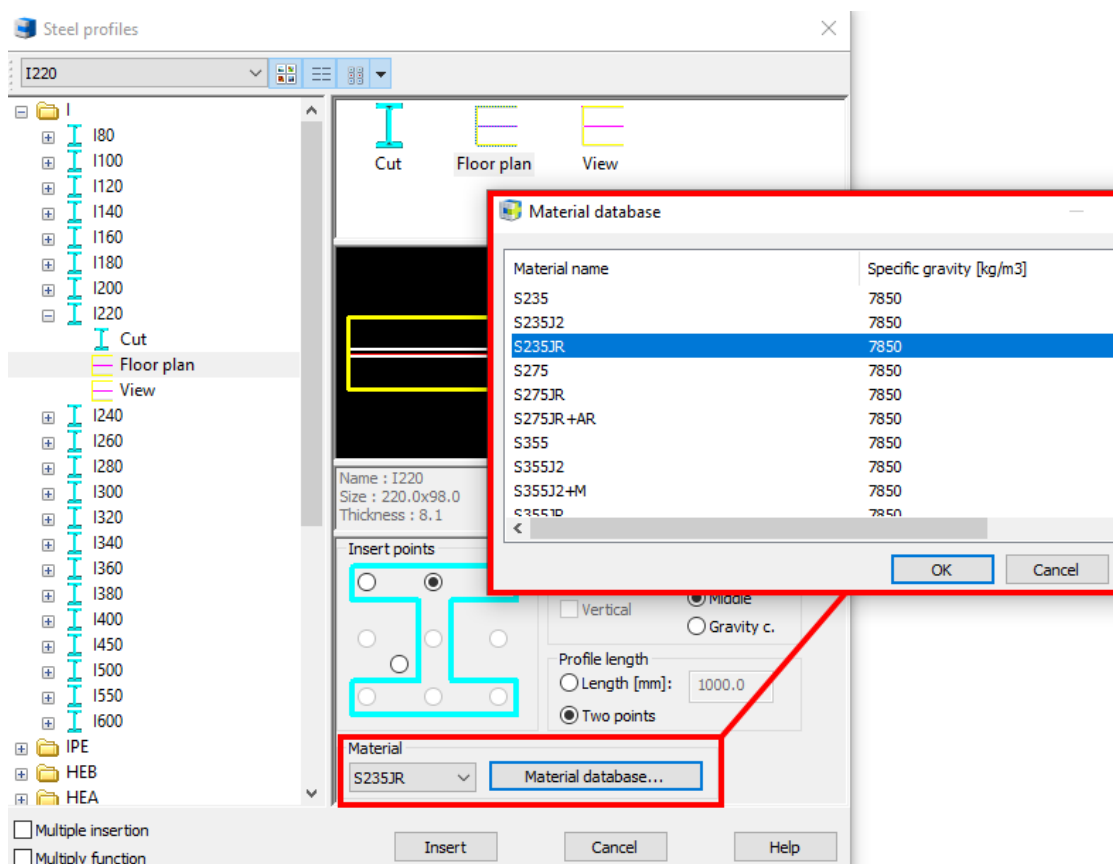 Steel profiles
I220
I
I80
I100
I120
I140
I160
I180
I200
I220
Cut
Floor plan
View
I240
I260
I280
I300
I320
I340
I360
I380
I400
I450
I500
I550
I600
IPE
HEB
HEA
Cut Floor plan View
Name : I220
Size : 220.0x98.0
Thickness : 8.1
Insert points
Vertical
Middle
Gravity c.
Profile length
Length [mm]: 1000.0
Two points
Material
S235JR Material database...
Multiple insertion
Multiply function
Insert Cancel Help
Material database
Material name Specific gravity [kg/m3]
S235 7850
S235J2 7850
S235JR 7850
S275 7850
S275JR 7850
S275JR+AR 7850
S355 7850
S355J2 7850
S355J2+M 7850
S355JR 7850
OK Cancel